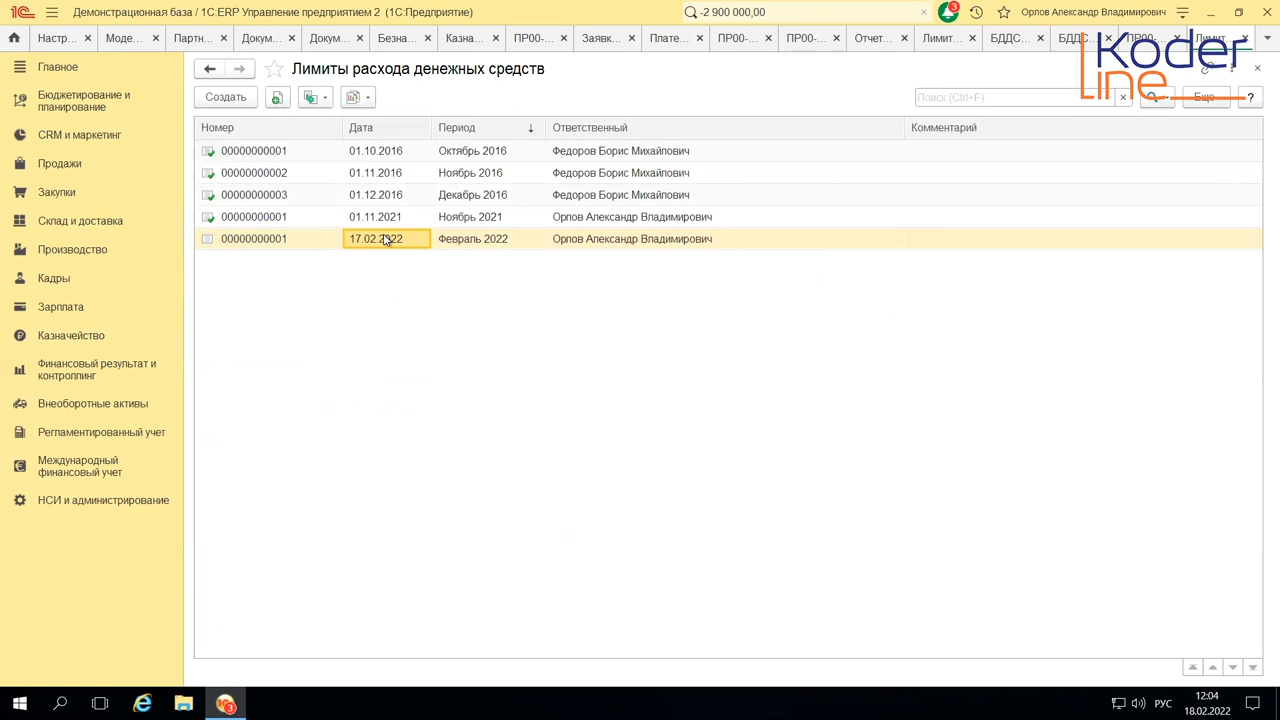 Демонстрационная база / 1С:ERP Управление предприятием 2 (1С:Предприятие)
-2 900 000,00
3
Орлов Александр Владимирович
Настр...
Моде...
Партн...
Докум...
Докум...
Безна...
Казна...
ПР00-...
Заявк...
Плате...
ПР00-...
ПР00-...
Отчет...
Лимит...
БДДС...
Koder
line
Главное
Бюджетирование и
планирование
CRM и маркетинг
Продажи
Закупки
Склад и доставка
Производство
Кадры
Зарплата
Казначейство
Финансовый результат и
контроллинг
Внеоборотные активы
Регламентированный учет
Международный
финансовый учет
НСИ и администрирование
Лимиты расхода денежных средств
Создать
Поиск (Ctrl+F)
Еще
?
Номер Дата Период Ответственный Комментарий
00000000001 01.10.2016 Октябрь 2016 Федоров Борис Михайлович
00000000002 01.11.2016 Ноябрь 2016 Федоров Борис Михайлович
00000000003 01.12.2016 Декабрь 2016 Федоров Борис Михайлович
00000000001 01.11.2021 Ноябрь 2021 Орлов Александр Владимирович
00000000001 17.02.2022 Февраль 2022 Орлов Александр Владимирович
3
РУС
12:04
18.02.2022